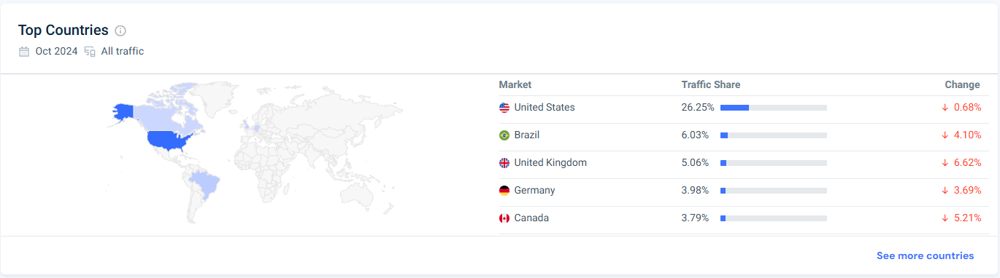 Top Countries
Oct 2024 All traffic
Market Traffic Share Change
United States 26.25% ↓ 0.68%
Brazil 6.03% ↓ 4.10%
United Kingdom 5.06% ↓ 6.62%
Germany 3.98% ↓ 3.69%
Canada 3.79% ↓ 5.21%
See more countries